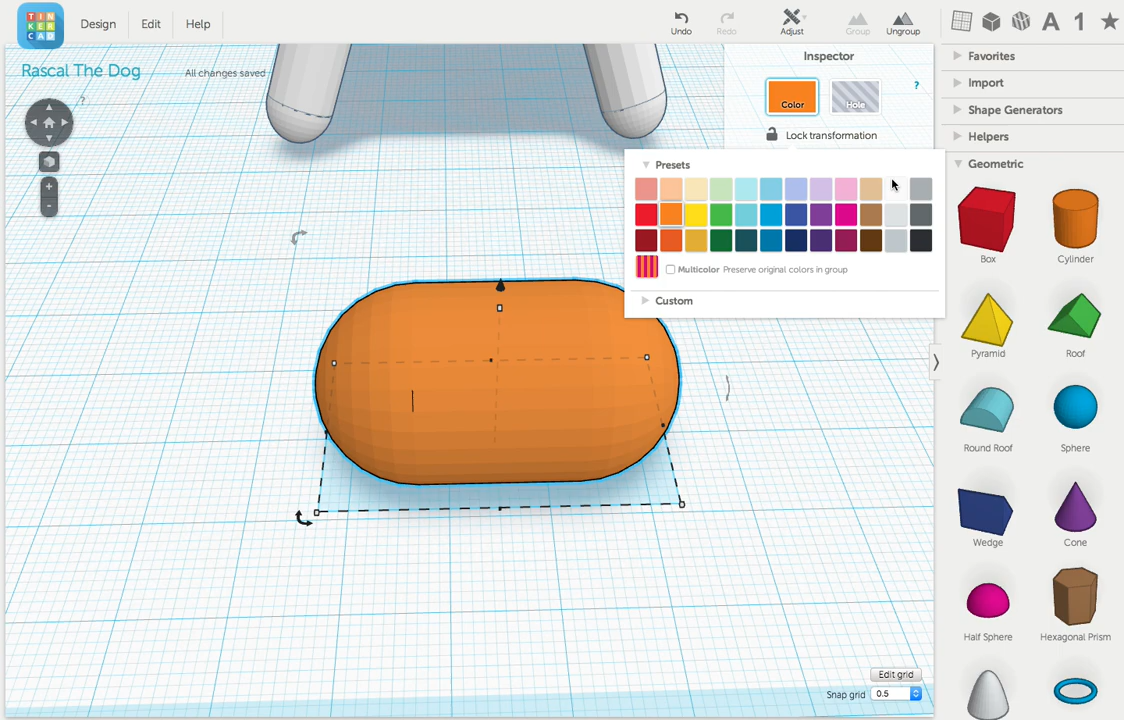 TIN
KER
CAD
Design
Edit
Help
Undo
Redo
Adjust
Group
Ungroup
A 1
Rascal The Dog
All changes saved
?
Inspector
Color
Hole
?
Lock transformation
Presets
Multicolor Preserve original colors in group
Custom
Favorites
Import
Shape Generators
Helpers
Geometric
Box
Cylinder
Pyramid
Roof
Round Roof
Sphere
Wedge
Cone
Half Sphere
Hexagonal Prism
Edit grid
Snap grid 0.5